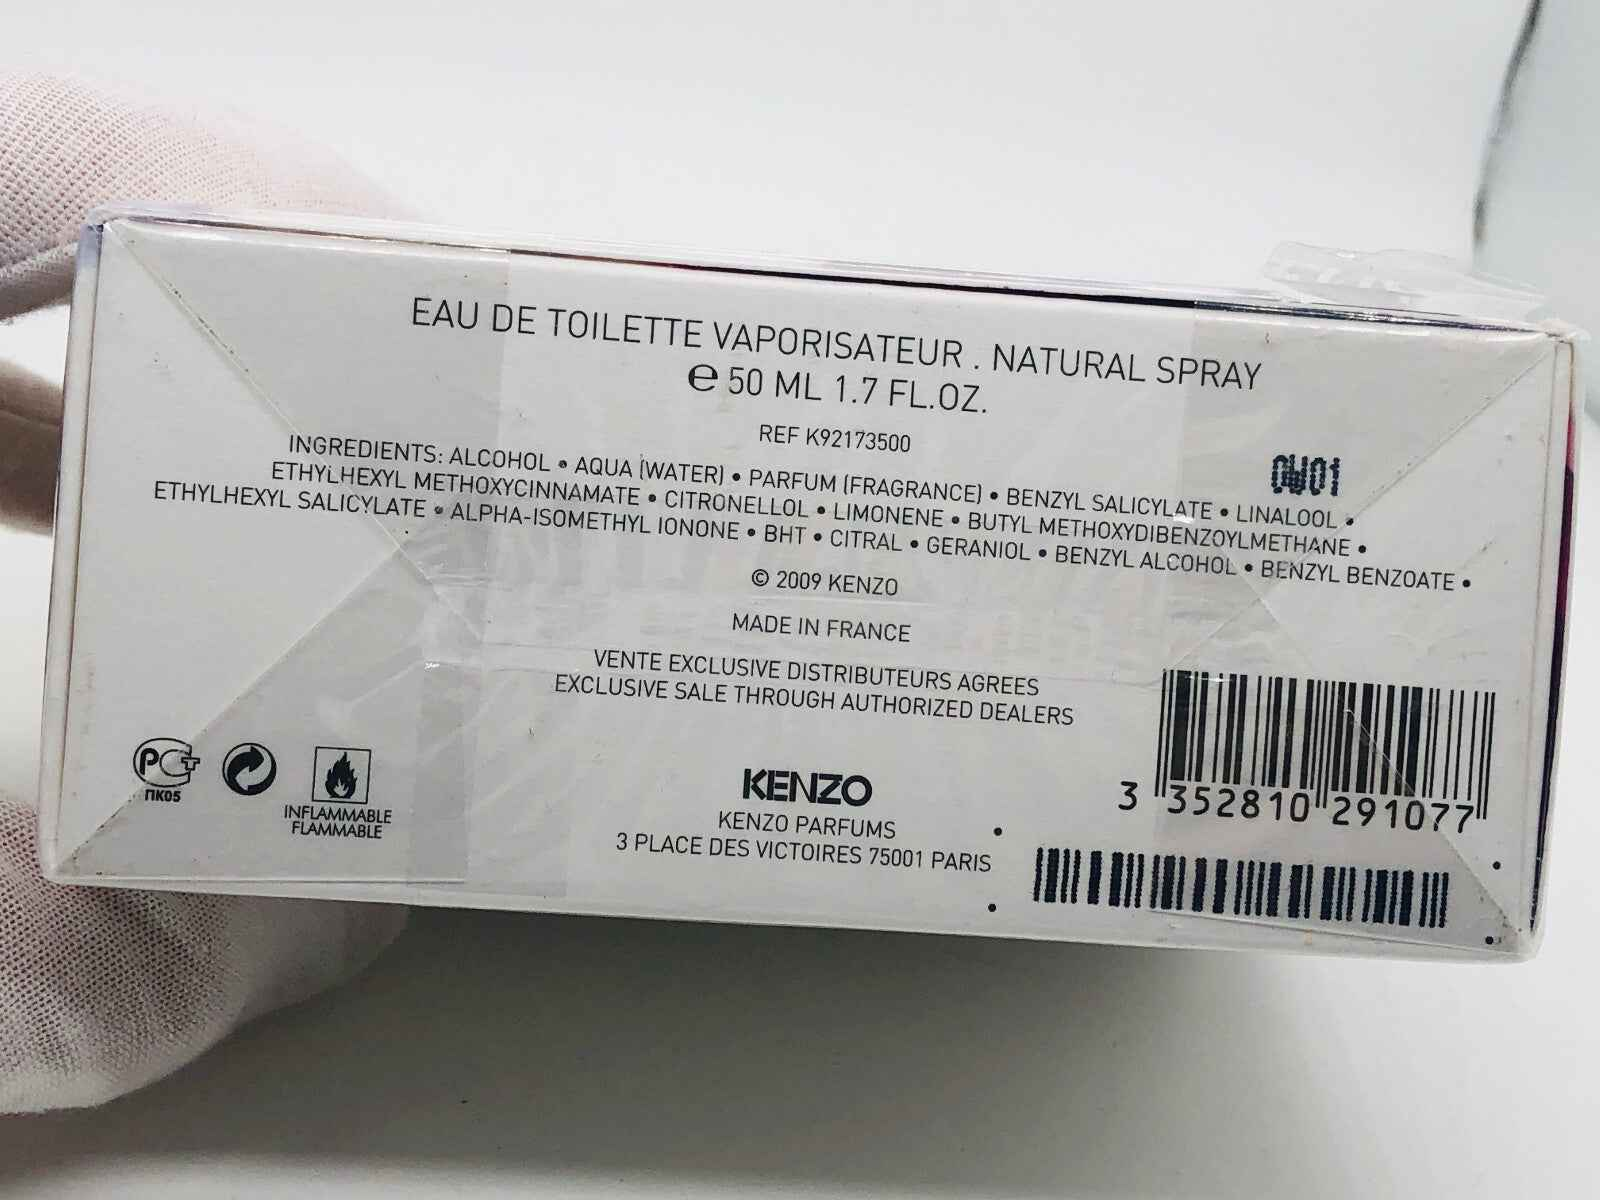 EAU DE TOILETTE VAPORISATEUR . NATURAL SPRAY
℮ 50 ML 1.7 FL.OZ.
REF K92173500
0W01
INGREDIENTS: ALCOHOL • AQUA (WATER) • PARFUM (FRAGRANCE) • BENZYL SALICYLATE • LINALOOL •
ETHYLHEXYL METHOXYCINNAMATE • CITRONELLOL • LIMONENE • BUTYL METHOXYDIBENZOYLMETHANE •
ETHYLHEXYL SALICYLATE • ALPHA-ISOMETHYL IONONE • BHT • CITRAL • GERANIOL • BENZYL ALCOHOL • BENZYL BENZOATE •
© 2009 KENZO
MADE IN FRANCE
VENTE EXCLUSIVE DISTRIBUTEURS AGREES
EXCLUSIVE SALE THROUGH AUTHORIZED DEALERS
РСТ
ПК05
INFLAMMABLE
FLAMMABLE
KENZO
KENZO PARFUMS
3 PLACE DES VICTOIRES 75001 PARIS
3 352810 291077